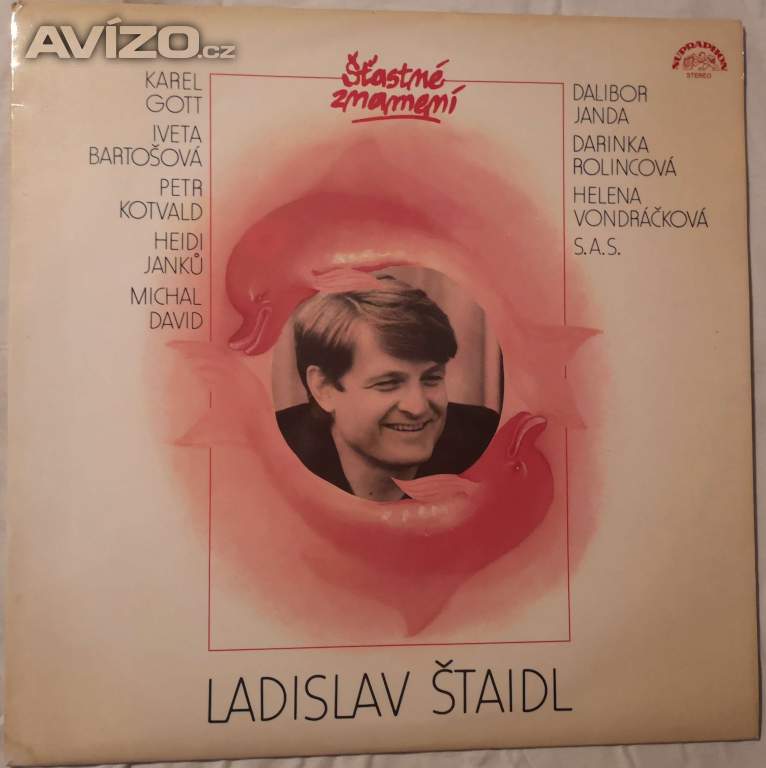 AVÍZO.cz
Šťastné
znamení
SUPRAPHON
STEREO
KAREL
GOTT
IVETA
BARTOŠOVÁ
PETR
KOTVALD
HEIDI
JANKŮ
MICHAL
DAVID
DALIBOR
JANDA
DARINKA
ROLINCOVÁ
HELENA
VONDRÁČKOVÁ
S.A.S.
LADISLAV ŠTAIDL